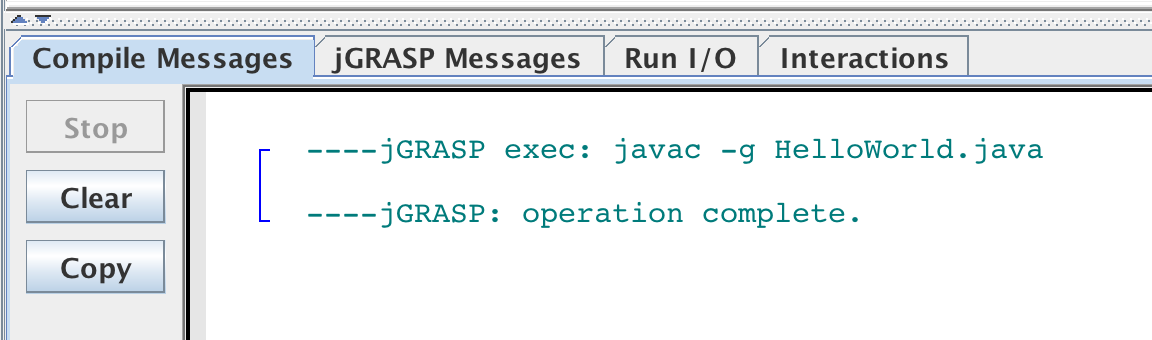 Compile Messages jGRASP Messages Run I/O Interactions
Stop
Clear
Copy
----jGRASP exec: javac -g HelloWorld.java
----jGRASP: operation complete.